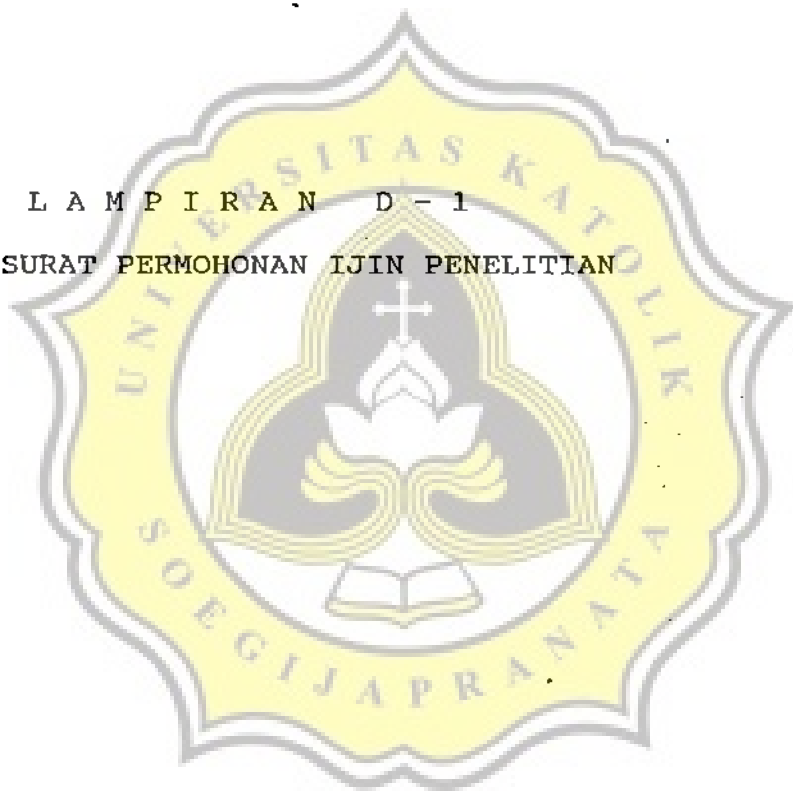 L A M P I R A N D - 1
SURAT PERMOHONAN IJIN PENELITIAN
UNIVERSITAS KATOLIK
SOEGIJAPRANATA